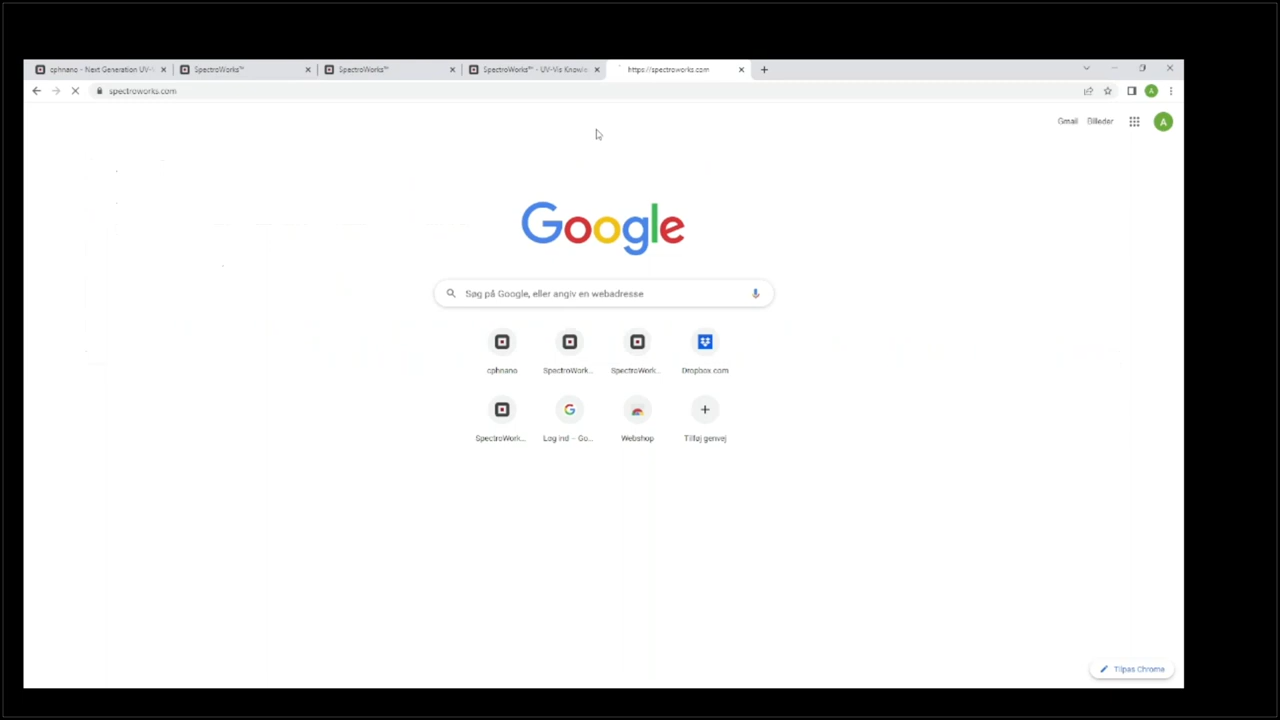 cphnano - Next Generation UV-
SpectroWorks™
SpectroWorks™
SpectroWorks™ - UV-Vis Knowle
https://spectroworks.com
spectroworks.com
A
Gmail
Billeder
A
Google
Søg på Google, eller angiv en webadresse
cphnano
SpectroWork...
SpectroWork...
Dropbox.com
SpectroWork...
Log ind – Go...
Webshop
Tilføj genvej
Tilpas Chrome